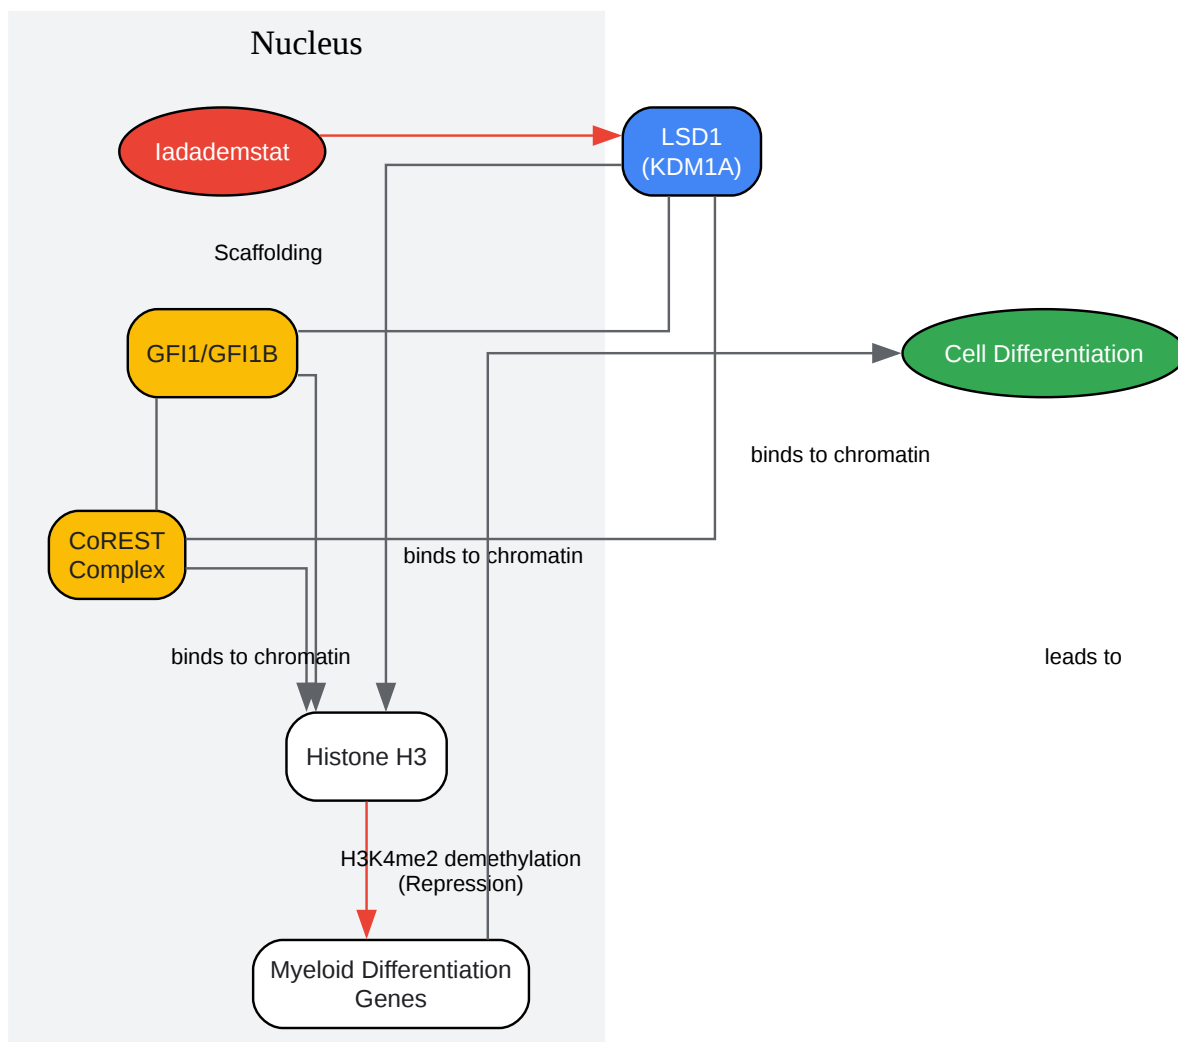 Nucleus
Iadademstat
LSD1
(KDM1A)
Scaffolding
GFI1/GFI1B
Cell Differentiation
binds to chromatin
CoREST
Complex
binds to chromatin
binds to chromatin
leads to
Histone H3
H3K4me2 demethylation
(Repression)
Myeloid Differentiation
Genes